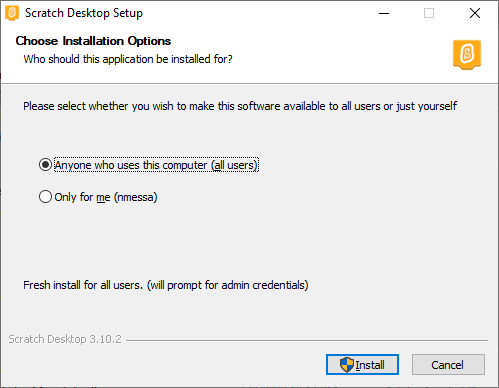 Scratch Desktop Setup
Choose Installation Options
Who should this application be installed for?
Please select whether you wish to make this software available to all users or just yourself
Anyone who uses this computer (all users)
Only for me (nmessa)
Fresh install for all users. (will prompt for admin credentials)
Scratch Desktop 3.10.2
Install
Cancel